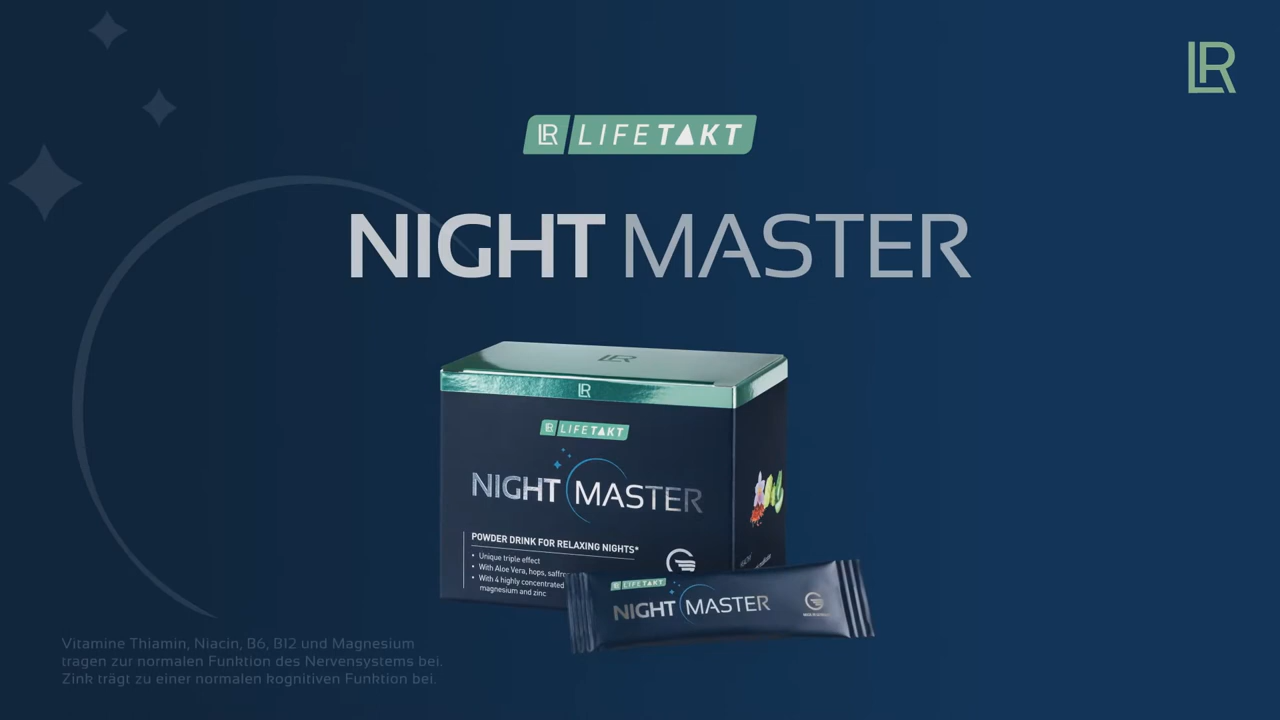 LR
LR LIFETAKT
NIGHT MASTER
LR
LR
LR LIFETAKT
NIGHT MASTER
POWDER DRINK FOR RELAXING NIGHTS*
• Unique triple effect
• With Aloe Vera, hops,
• With 4 highly concentrated
magnesium and zinc
LR LIFETAKT
NIGHT MASTER
Vitamine Thiamin, Niacin, B6, B12 und Magnesium
tragen zur normalen Funktion des Nervensystems bei.
Zink trägt zu einer normalen kognitiven Funktion bei.